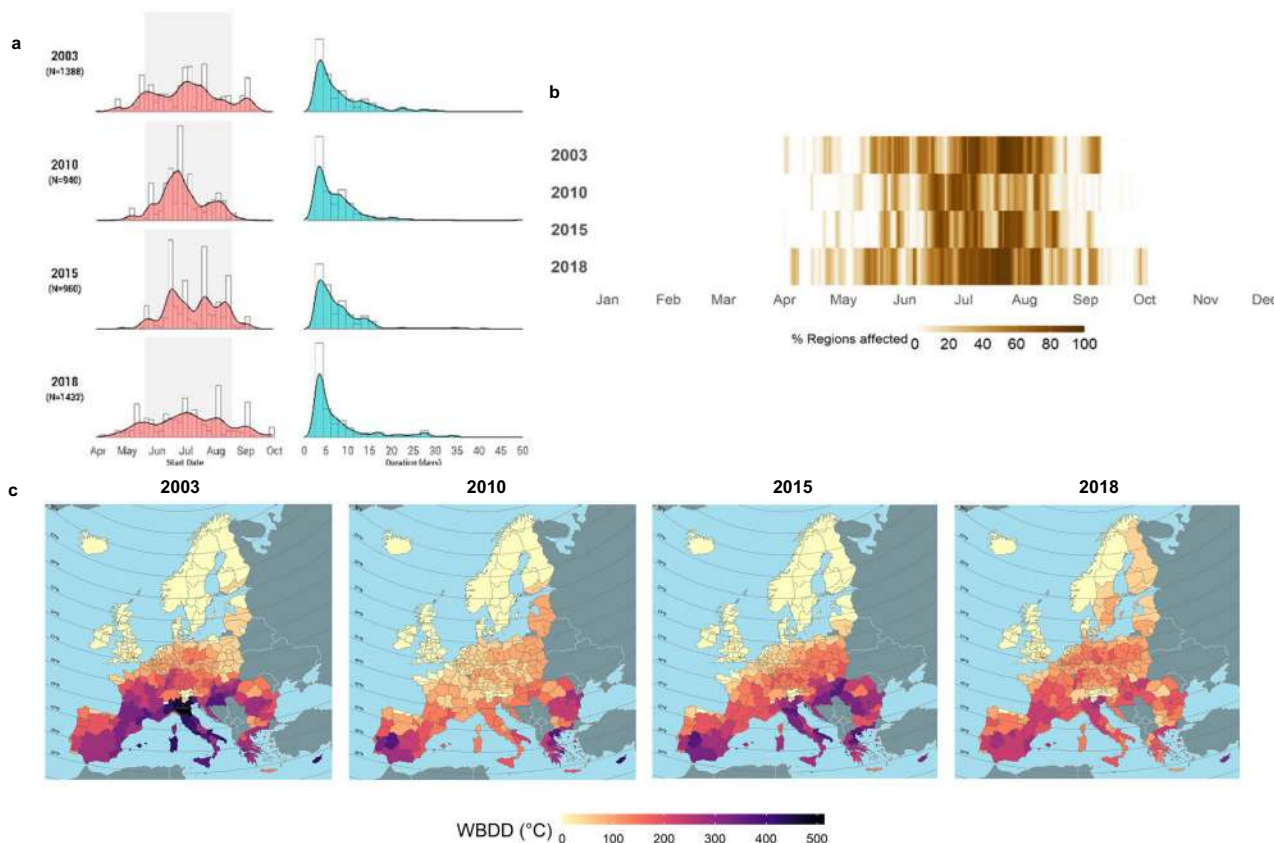 a
2003
(N=1388)
2010
(N=940)
2015
(N=960)
2018
(N=1432)
Apr May Jun Jul Aug Sep Oct
Start Date
0 5 10 15 20 25 30 35 40 45 50
Duration (days)
b
2003
2010
2015
2018
Jan Feb Mar Apr May Jun Jul Aug Sep Oct Nov Dec
% Regions affected 0 20 40 60 80 100
c
2003 2010 2015 2018
WBDD (°C) 0 100 200 300 400 500